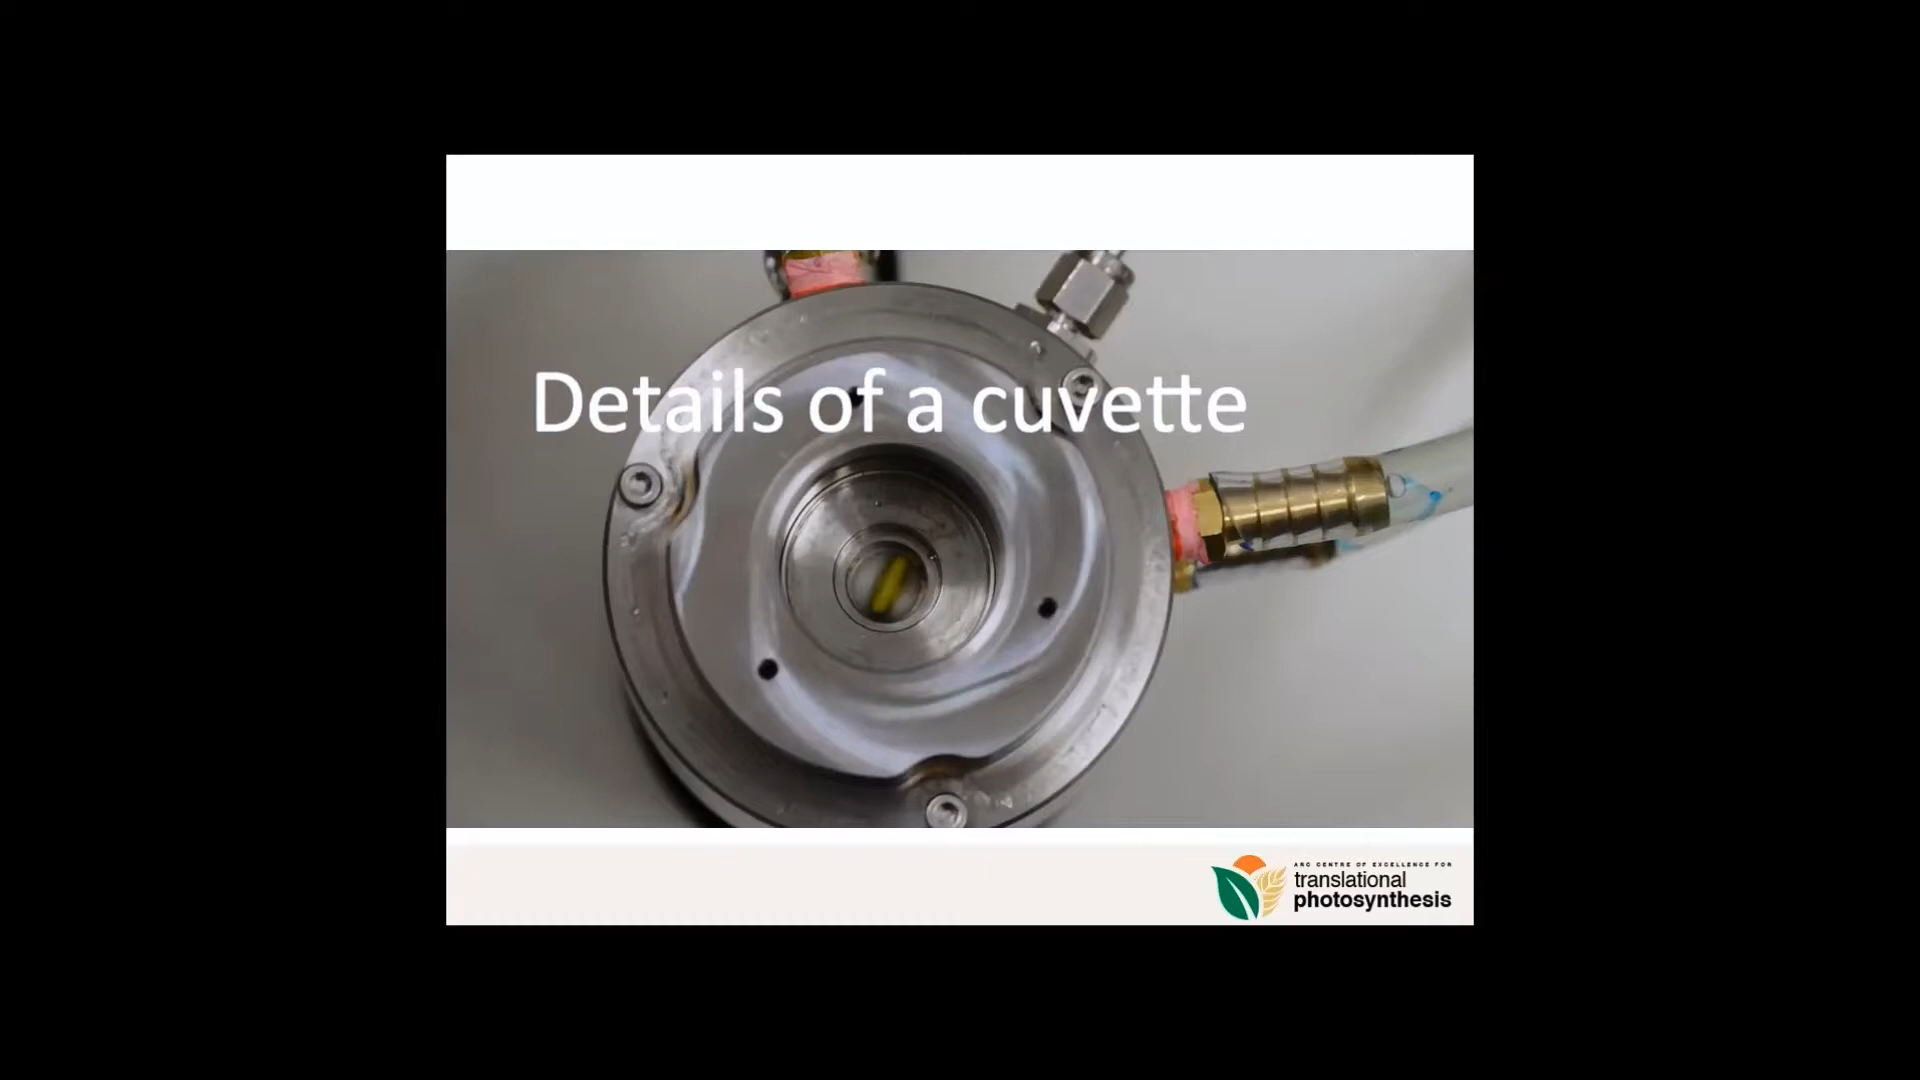 Details of a cuvette
ARC CENTRE OF EXCELLENCE FOR
translational
photosynthesis